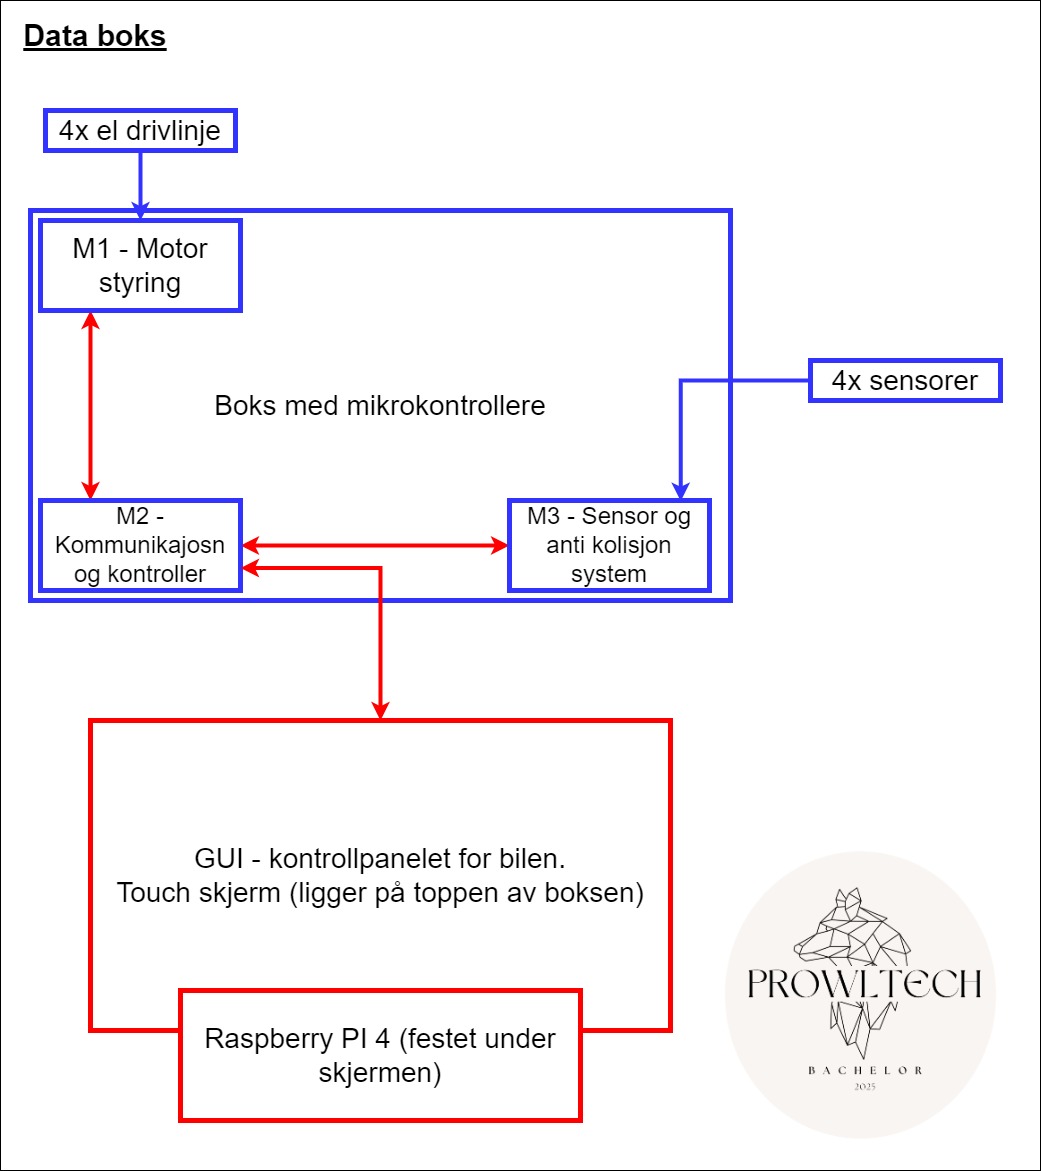 Data boks
4x el drivlinje
M1 - Motor
styring
Boks med mikrokontrollere
4x sensorer
M2 -
Kommunikajosn
og kontroller
M3 - Sensor og
anti kolisjon
system
GUI - kontrollpanelet for bilen.
Touch skjerm (ligger på toppen av boksen)
Raspberry PI 4 (festet under
skjermen)
PROWLTECH
BACHELOR
2025